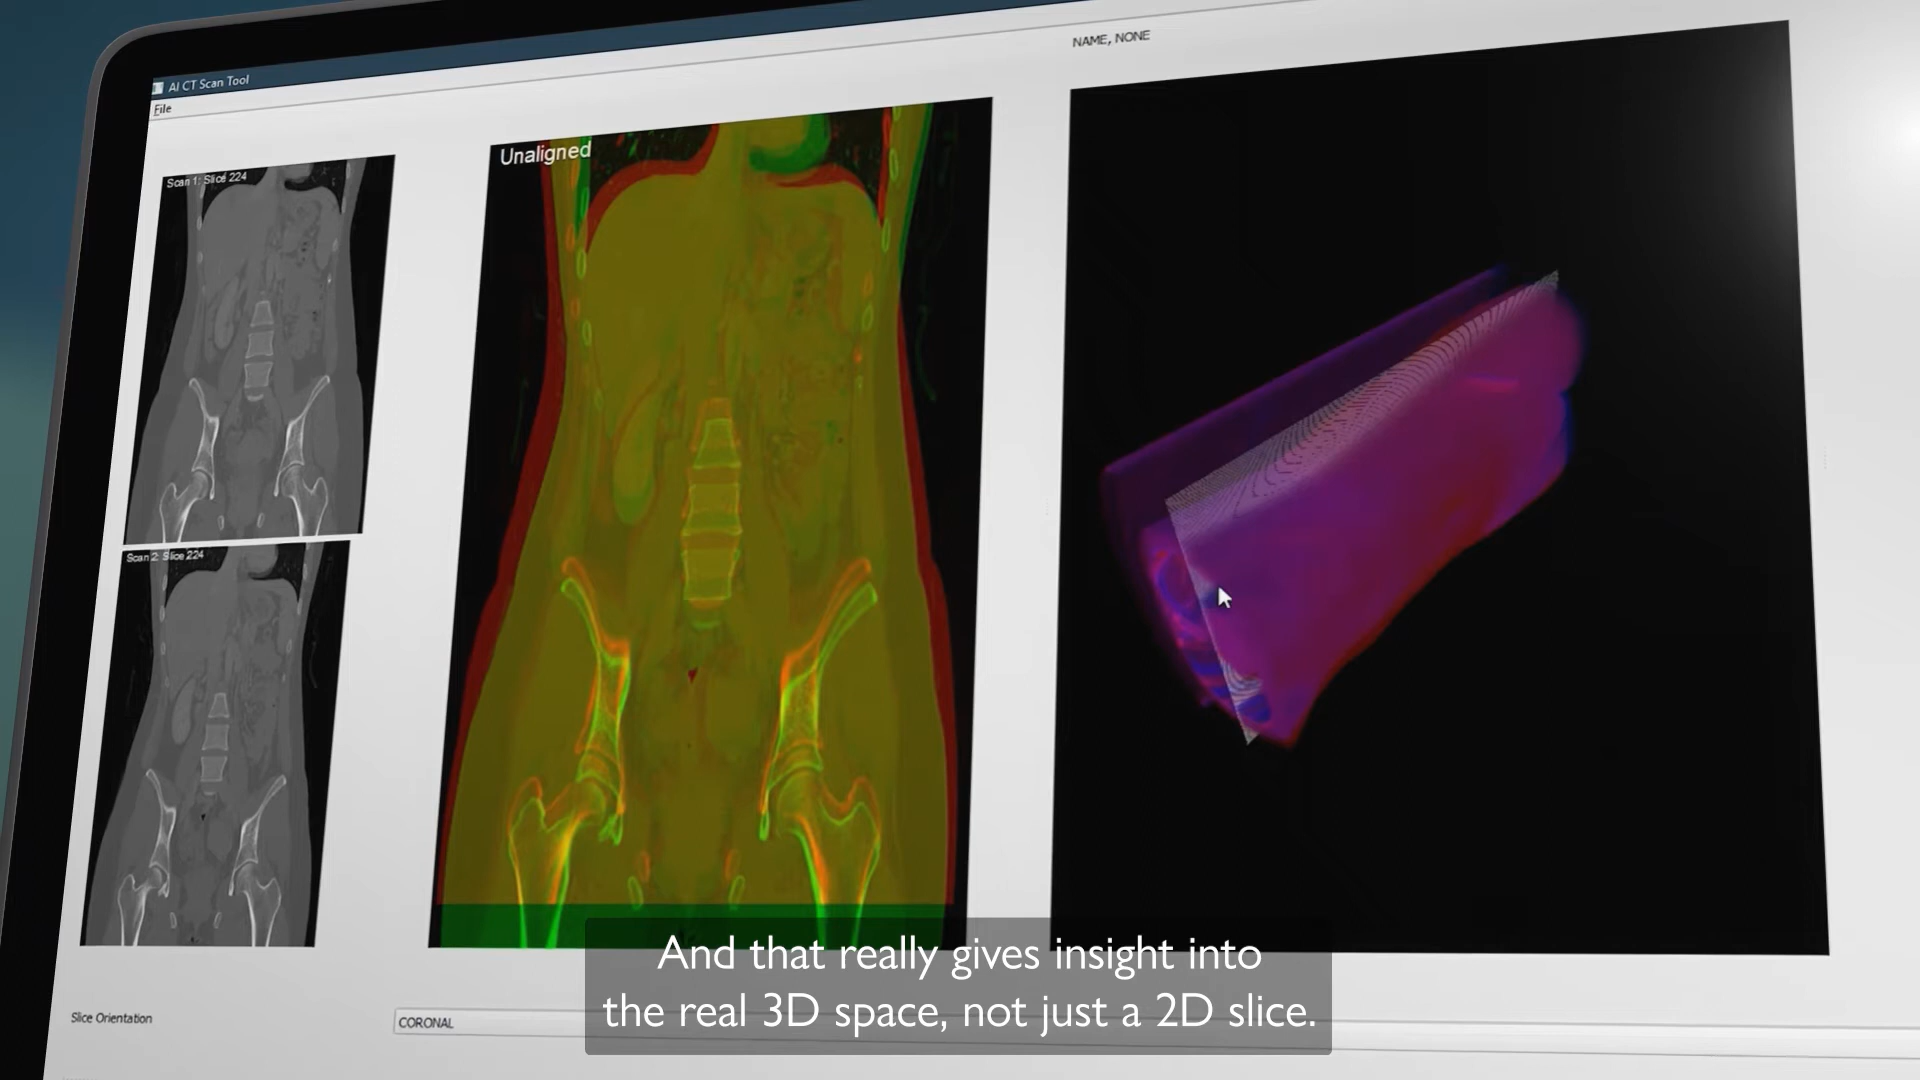 AI CT Scan Tool
File
NAME, NONE
Scan 1: Slice 224
Unaligned
Scan 2: Slice 224
Slice Orientation
CORONAL
And that really gives insight into
the real 3D space, not just a 2D slice.